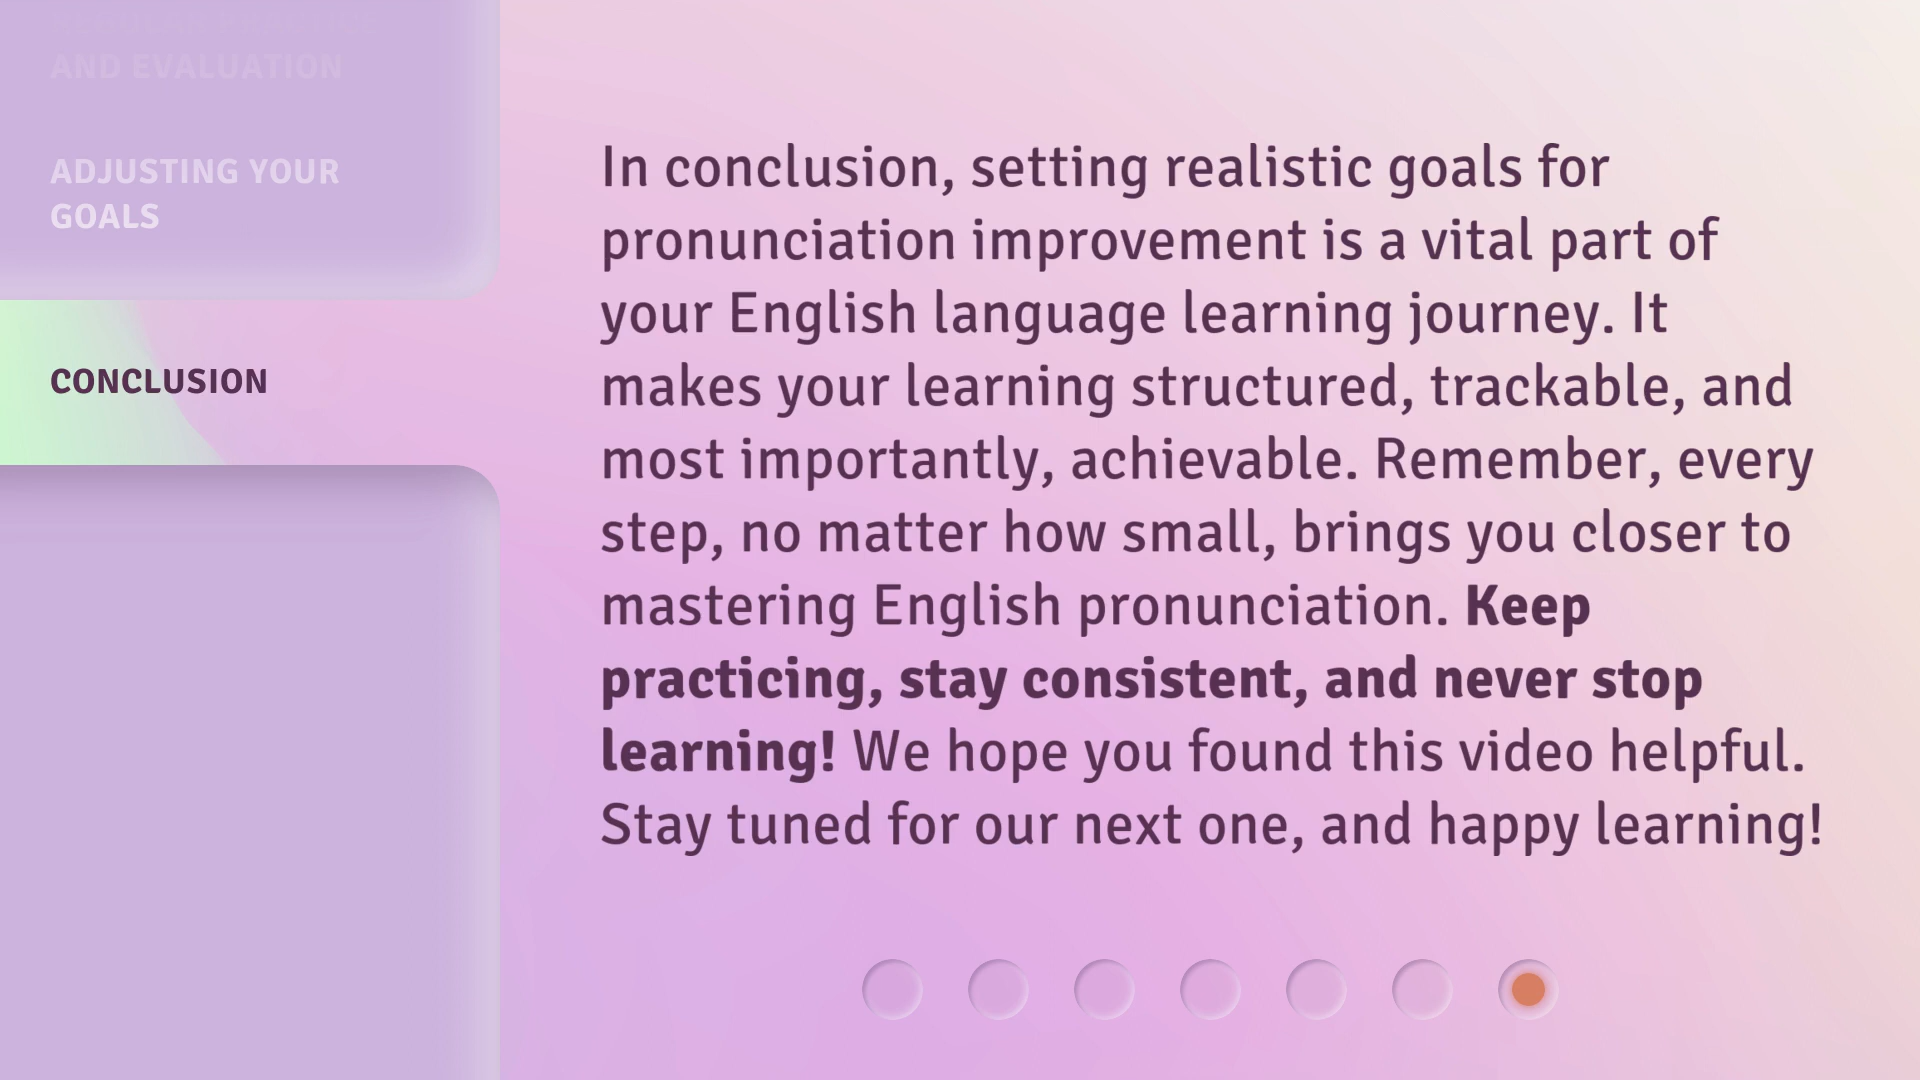 REGULAR PRACTICE
AND EVALUATION
ADJUSTING YOUR
GOALS
CONCLUSION
In conclusion, setting realistic goals for
pronunciation improvement is a vital part of
your English language learning journey. It
makes your learning structured, trackable, and
most importantly, achievable. Remember, every
step, no matter how small, brings you closer to
mastering English pronunciation. Keep
practicing, stay consistent, and never stop
learning! We hope you found this video helpful.
Stay tuned for our next one, and happy learning!